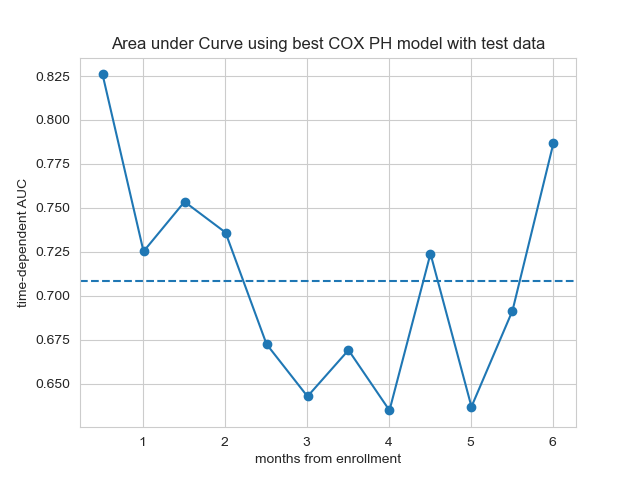 Area under Curve using best COX PH model with test data
time-dependent AUC
0.825
0.800
0.775
0.750
0.725
0.700
0.675
0.650
1 2 3 4 5 6
months from enrollment